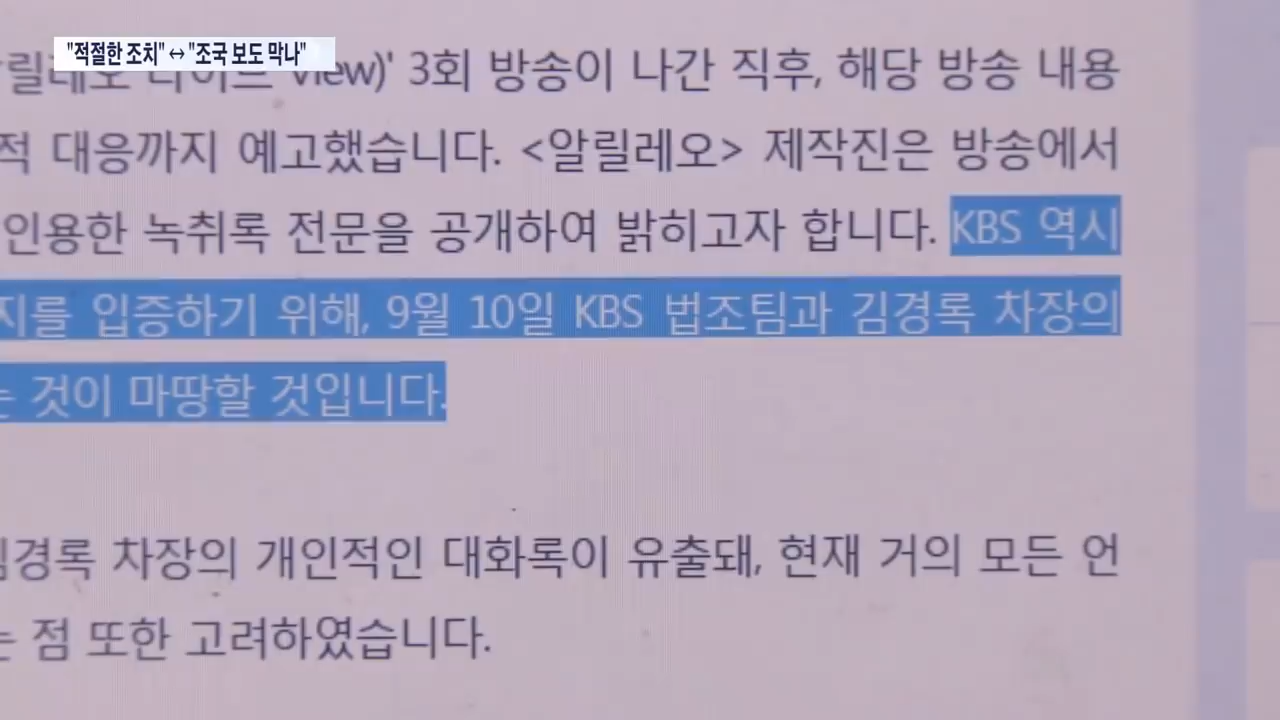 "적절한 조치" ↔ "조국 보도 막나"
View)' 3회 방송이 나간 직후, 해당 방송 내용
적 대응까지 예고했습니다. <알릴레오> 제작진은 방송에서
인용한 녹취록 전문을 공개하여 밝히고자 합니다. KBS 역시
지를 입증하기 위해, 9월 10일 KBS 법조팀과 김경록 차장의
는 것이 마땅할 것입니다.
김경록 차장의 개인적인 대화록이 유출돼, 현재 거의 모든 언
는 점 또한 고려하였습니다.